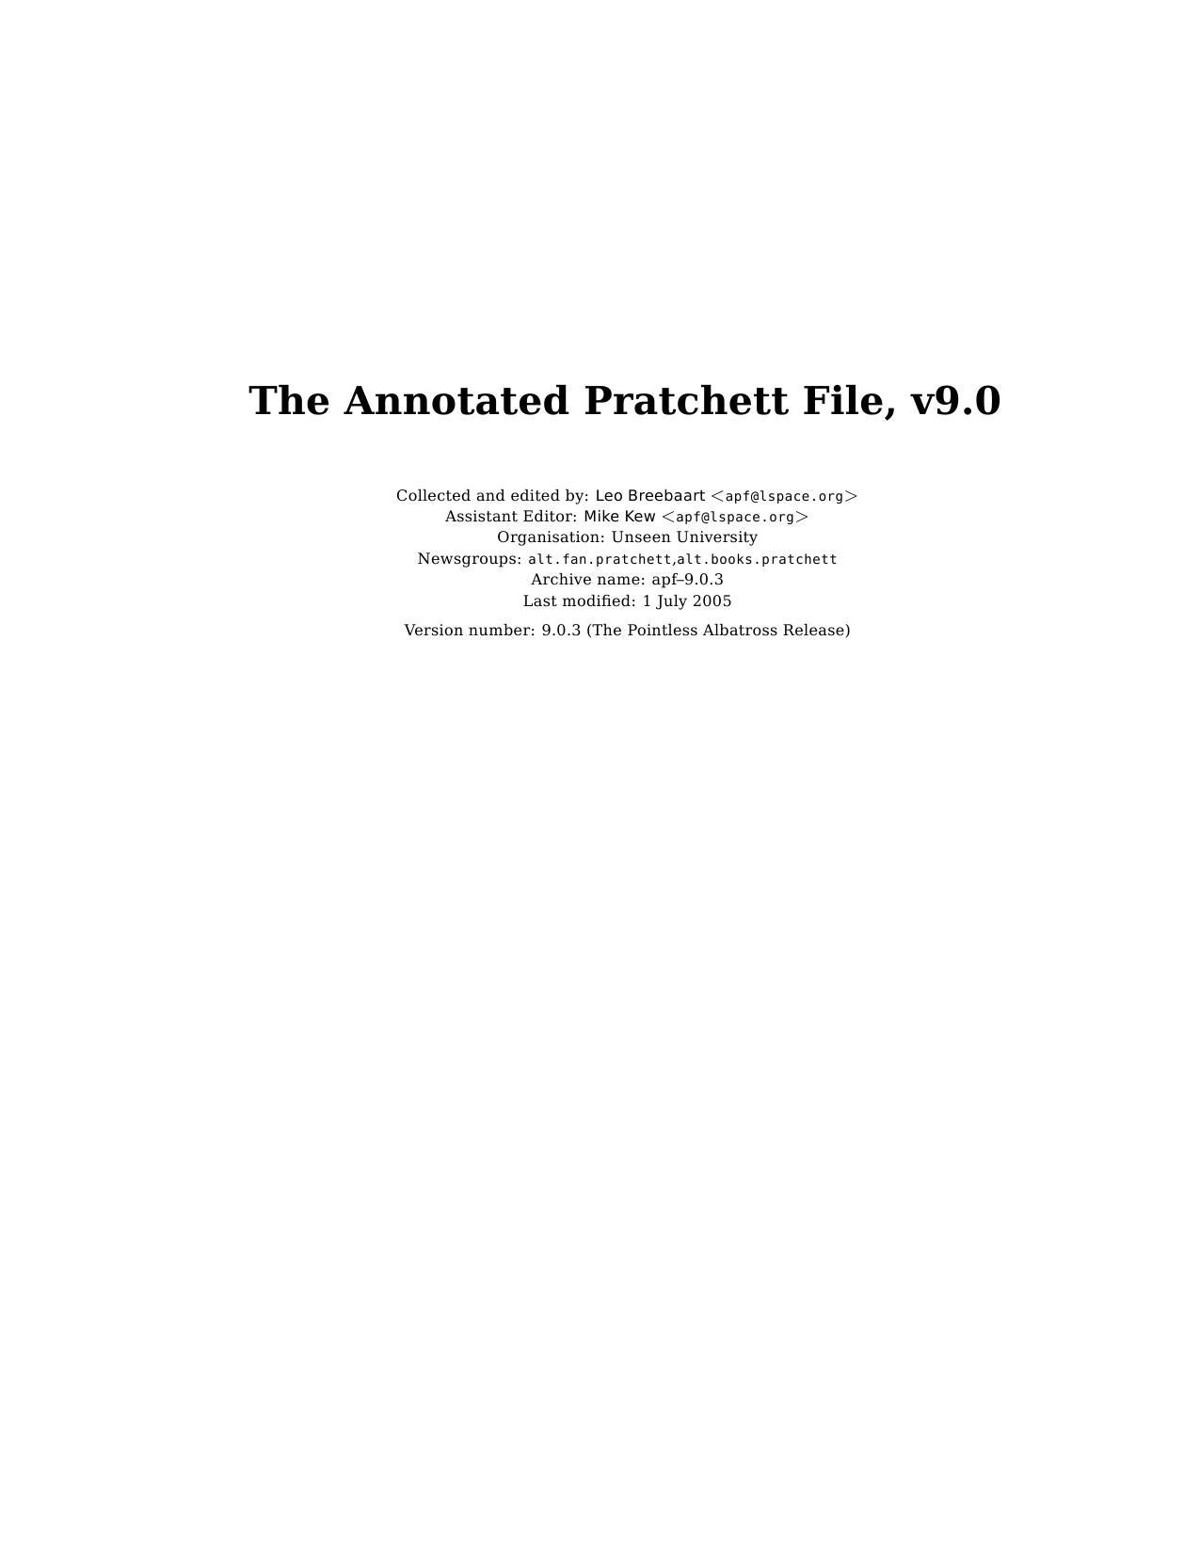 The Annotated Pratchett File, v9.0
Collected and edited by: Leo Breebaart <apf@lspace.org>
Assistant Editor: Mike Kew <apf@lspace.org>
Organisation: Unseen University
Newsgroups: alt.fan.pratchett,alt.books.pratchett
Archive name: apf–9.0.3
Last modified: 1 July 2005
Version number: 9.0.3 (The Pointless Albatross Release)